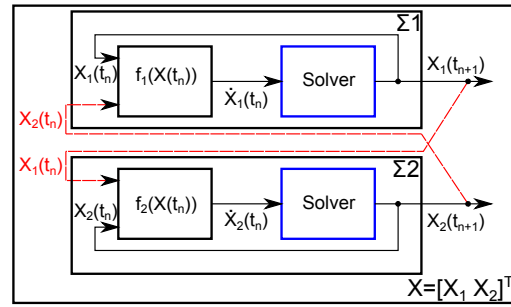 Σ1
X₁(tₙ)
f₁(X(tₙ))
Ẋ₁(tₙ)
Solver
X₁(tₙ₊₁)
X₂(tₙ)
X₁(tₙ)
Σ2
X₂(tₙ)
f₂(X(tₙ))
Ẋ₂(tₙ)
Solver
X₂(tₙ₊₁)
X=[X₁ X₂]ᵀ